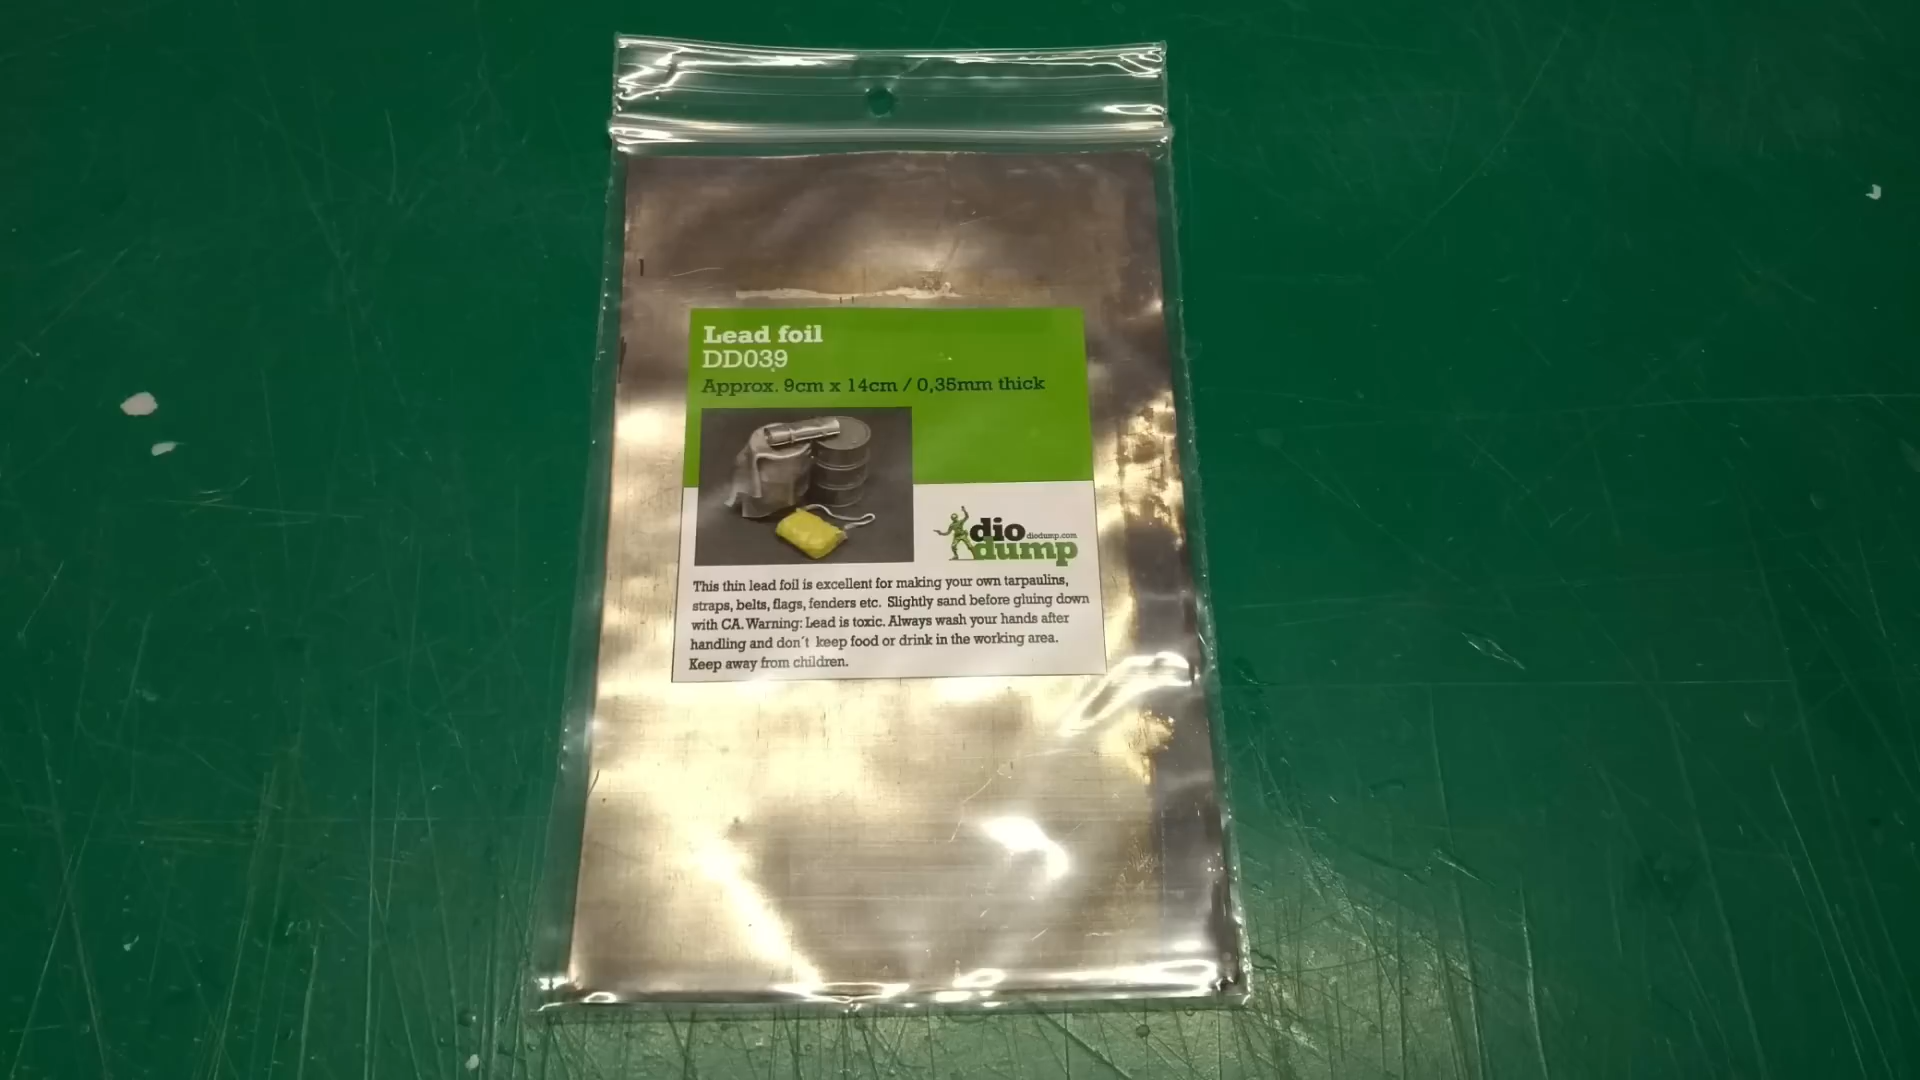 Lead foil
DD039
Approx. 9cm x 14cm / 0,35mm thick
dio diodump.com
dump
This thin lead foil is excellent for making your own tarpaulins,
straps, belts, flags, fenders etc. Slightly sand before gluing down
with CA. Warning: Lead is toxic. Always wash your hands after
handling and don´t keep food or drink in the working area.
Keep away from children.